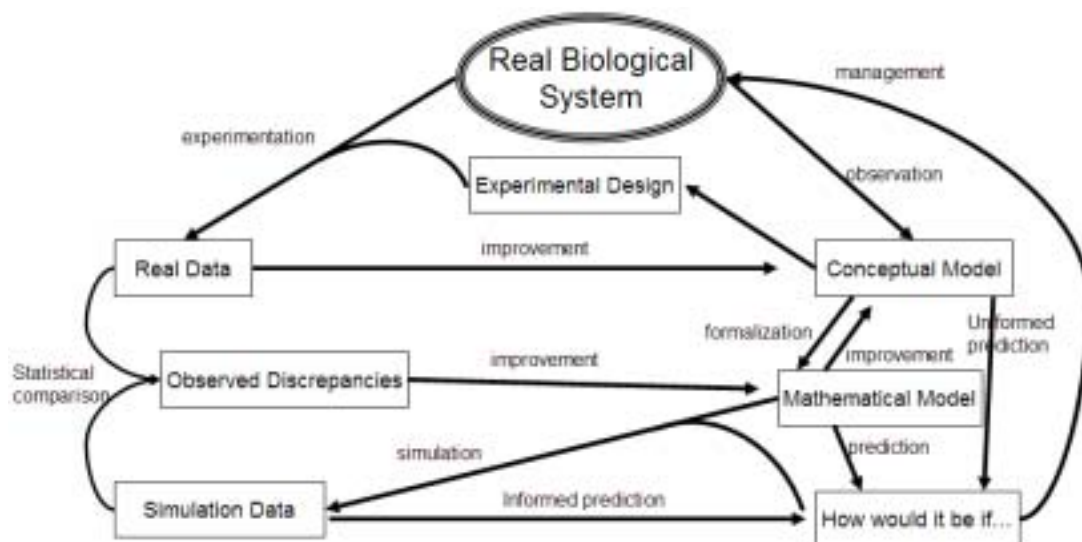 Real Biological
System
management
experimentation
Experimental Design
observation
Real Data
improvement
Conceptual Model
formalization
Uniformed
prediction
improvement
Statistical
comparison
Observed Discrepancies
improvement
Mathematical Model
simulation
prediction
Simulation Data
Informed prediction
How would it be if...